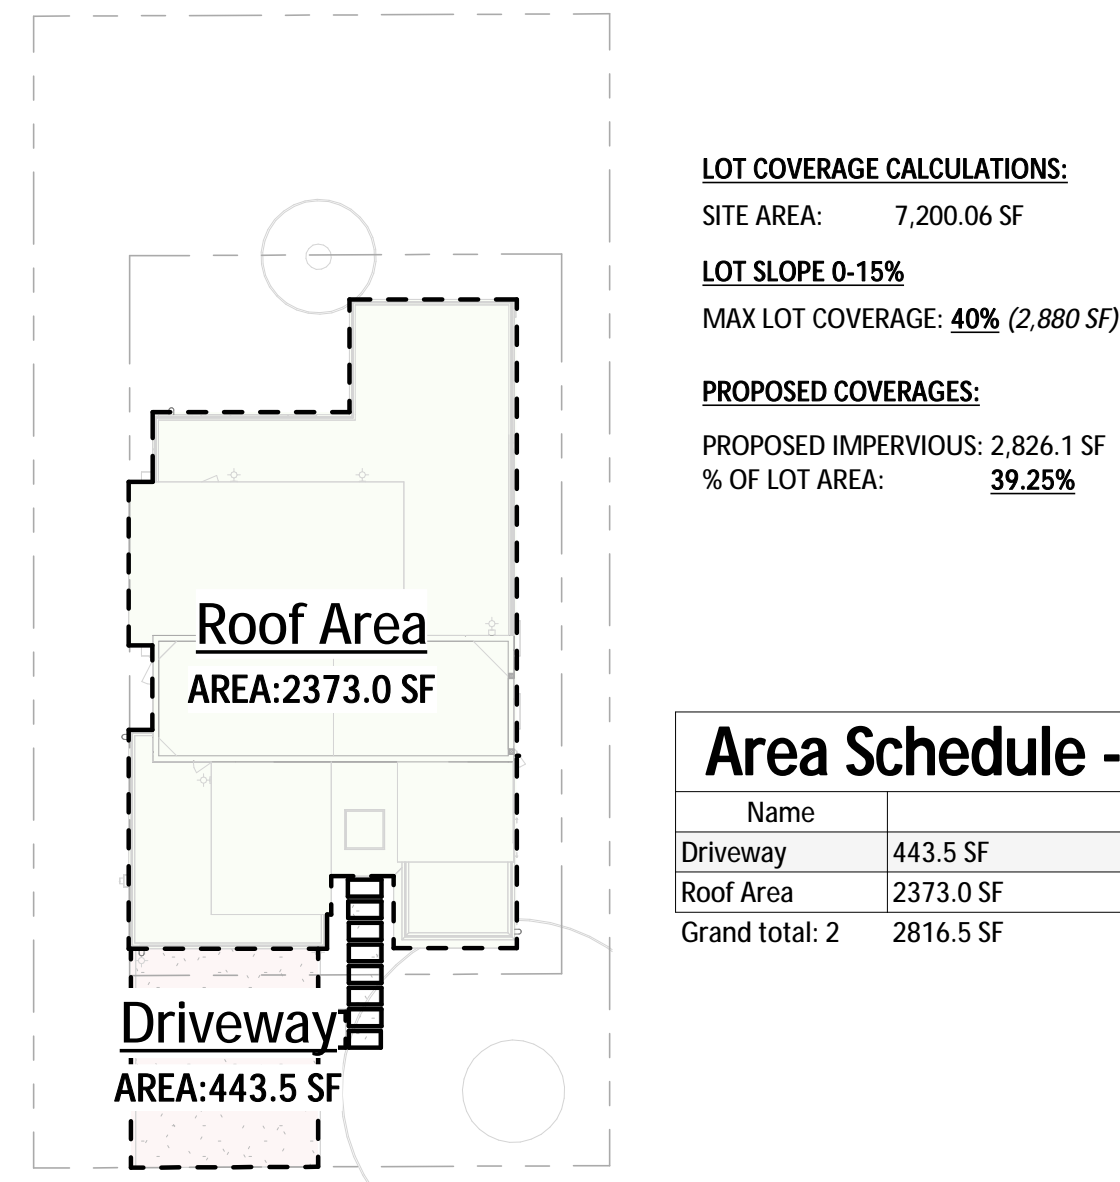 LOT COVERAGE CALCULATIONS:
SITE AREA: 7,200.06 SF
LOT SLOPE 0-15%
MAX LOT COVERAGE: 40% (2,880 SF)
PROPOSED COVERAGES:
PROPOSED IMPERVIOUS: 2,826.1 SF
% OF LOT AREA: 39.25%
Roof Area
AREA:2373.0 SF
Driveway
AREA:443.5 SF
Area Schedule -
Name
Driveway 443.5 SF
Roof Area 2373.0 SF
Grand total: 2 2816.5 SF